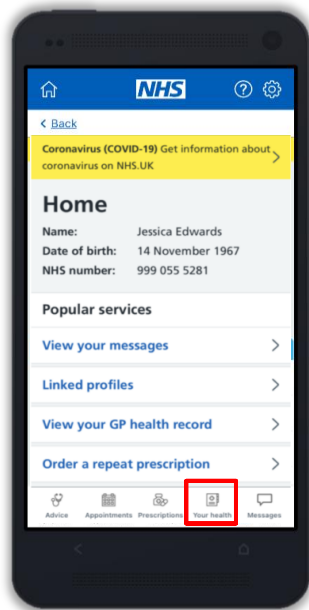 NHS
Back
Coronavirus (COVID-19) Get information about
coronavirus on NHS.UK
Home
Name: Jessica Edwards
Date of birth: 14 November 1967
NHS number: 999 055 5281
Popular services
View your messages
Linked profiles
View your GP health record
Order a repeat prescription
Advice Appointments Prescriptions Your health Messages